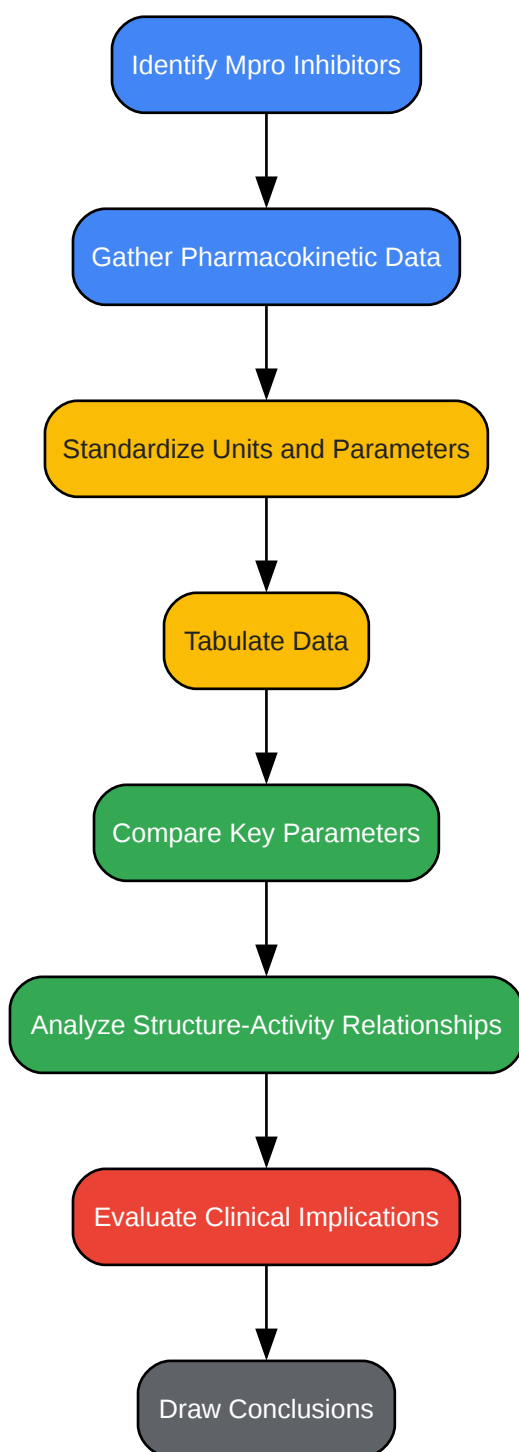 Identify Mpro Inhibitors
Gather Pharmacokinetic Data
Standardize Units and Parameters
Tabulate Data
Compare Key Parameters
Analyze Structure-Activity Relationships
Evaluate Clinical Implications
Draw Conclusions